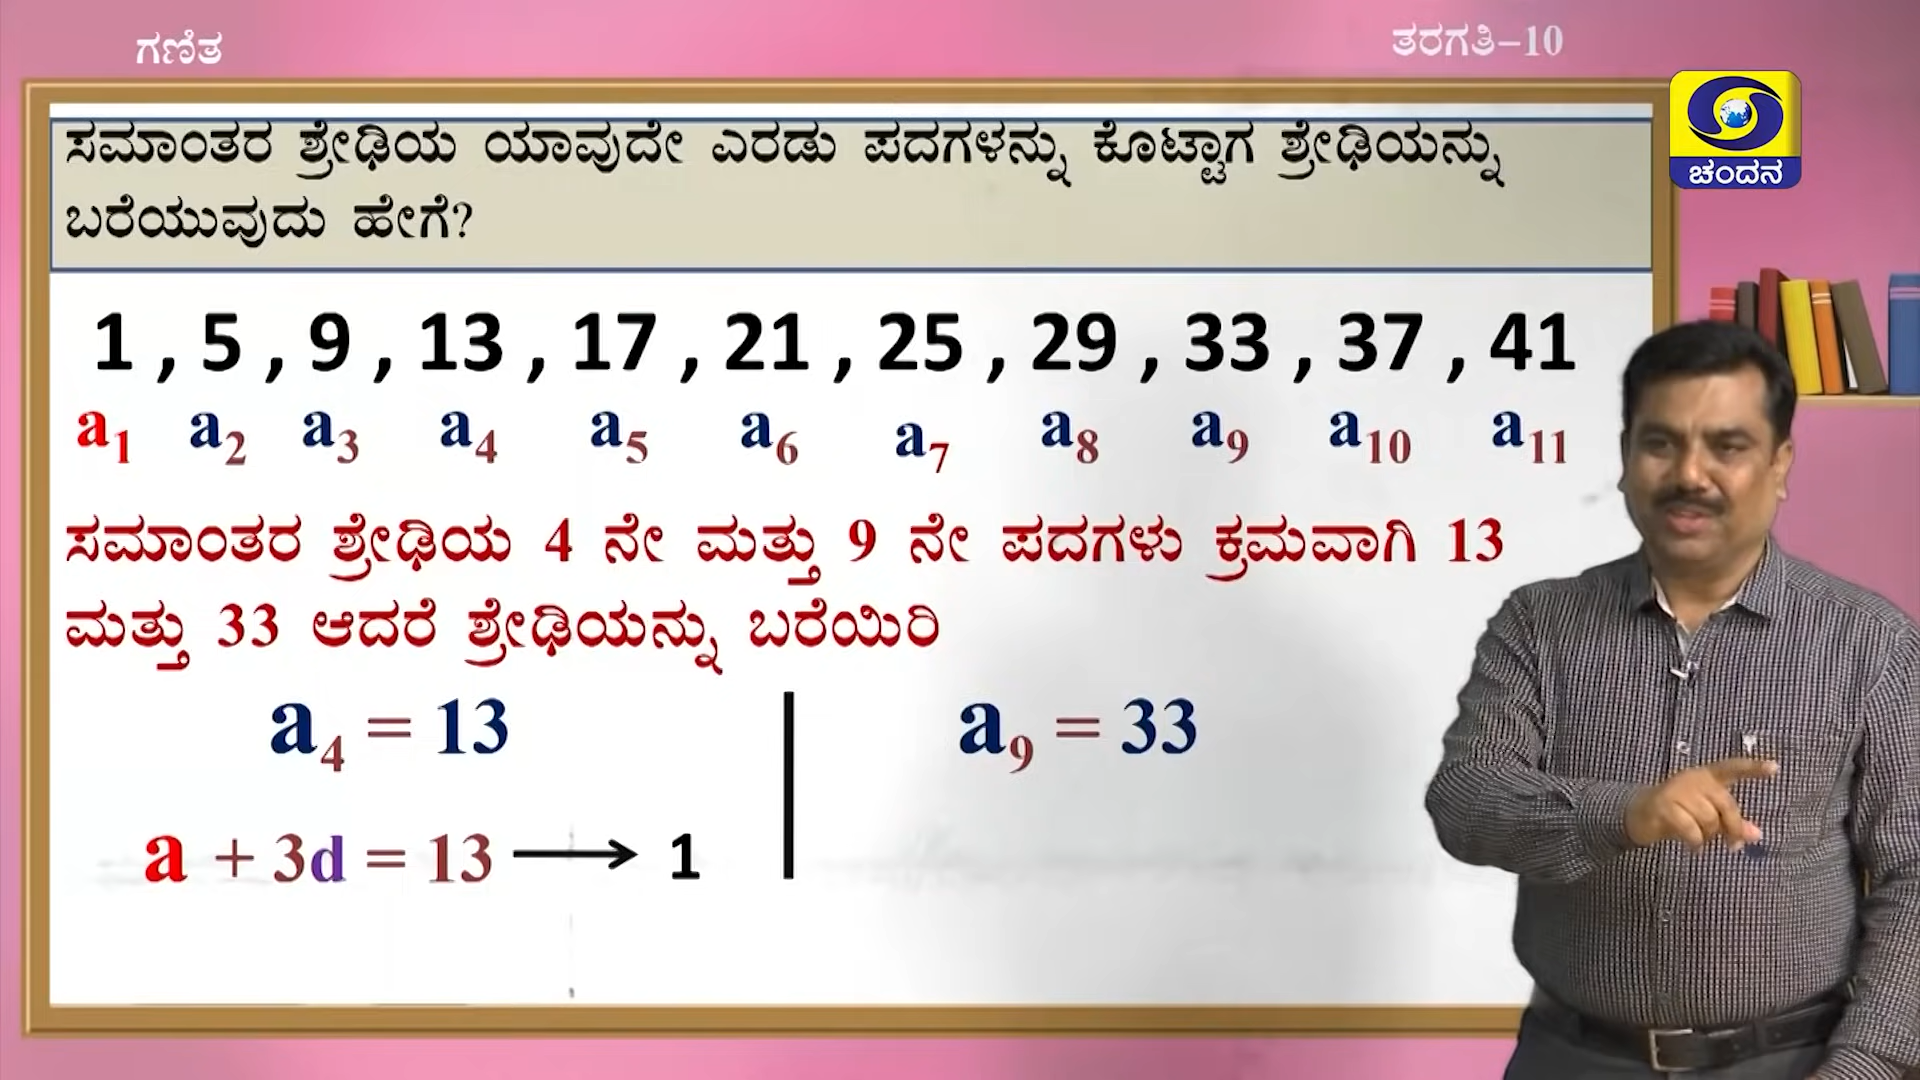 ಗಣಿತ
ತರಗತಿ–10
ಚಂದನ
ಸಮಾಂತರ ಶ್ರೇಢಿಯ ಯಾವುದೇ ಎರಡು ಪದಗಳನ್ನು ಕೊಟ್ಟಾಗ ಶ್ರೇಢಿಯನ್ನು
ಬರೆಯುವುದು ಹೇಗೆ?
1 , 5 , 9 , 13 , 17 , 21 , 25 , 29 , 33 , 37 , 41
a₁ a₂ a₃ a₄ a₅ a₆ a₇ a₈ a₉ a₁₀ a₁₁
ಸಮಾಂತರ ಶ್ರೇಢಿಯ 4 ನೇ ಮತ್ತು 9 ನೇ ಪದಗಳು ಕ್ರಮವಾಗಿ 13
ಮತ್ತು 33 ಆದರೆ ಶ್ರೇಢಿಯನ್ನು ಬರೆಯಿರಿ
a₄ = 13
a₉ = 33
a + 3d = 13 ⟶ 1